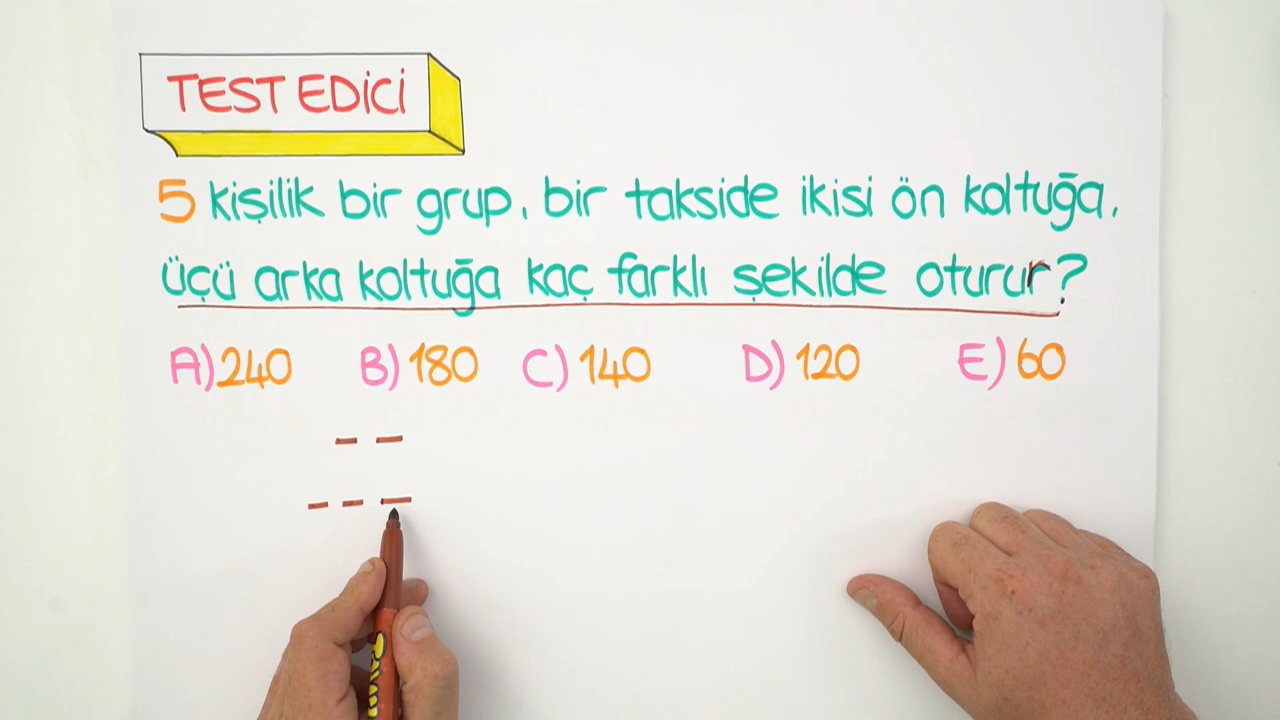 TEST EDİCİ
5 kişilik bir grup, bir takside ikisi ön koltuğa,
üçü arka koltuğa kaç farklı şekilde oturur?
A) 240 B) 180 C) 140 D) 120 E) 60